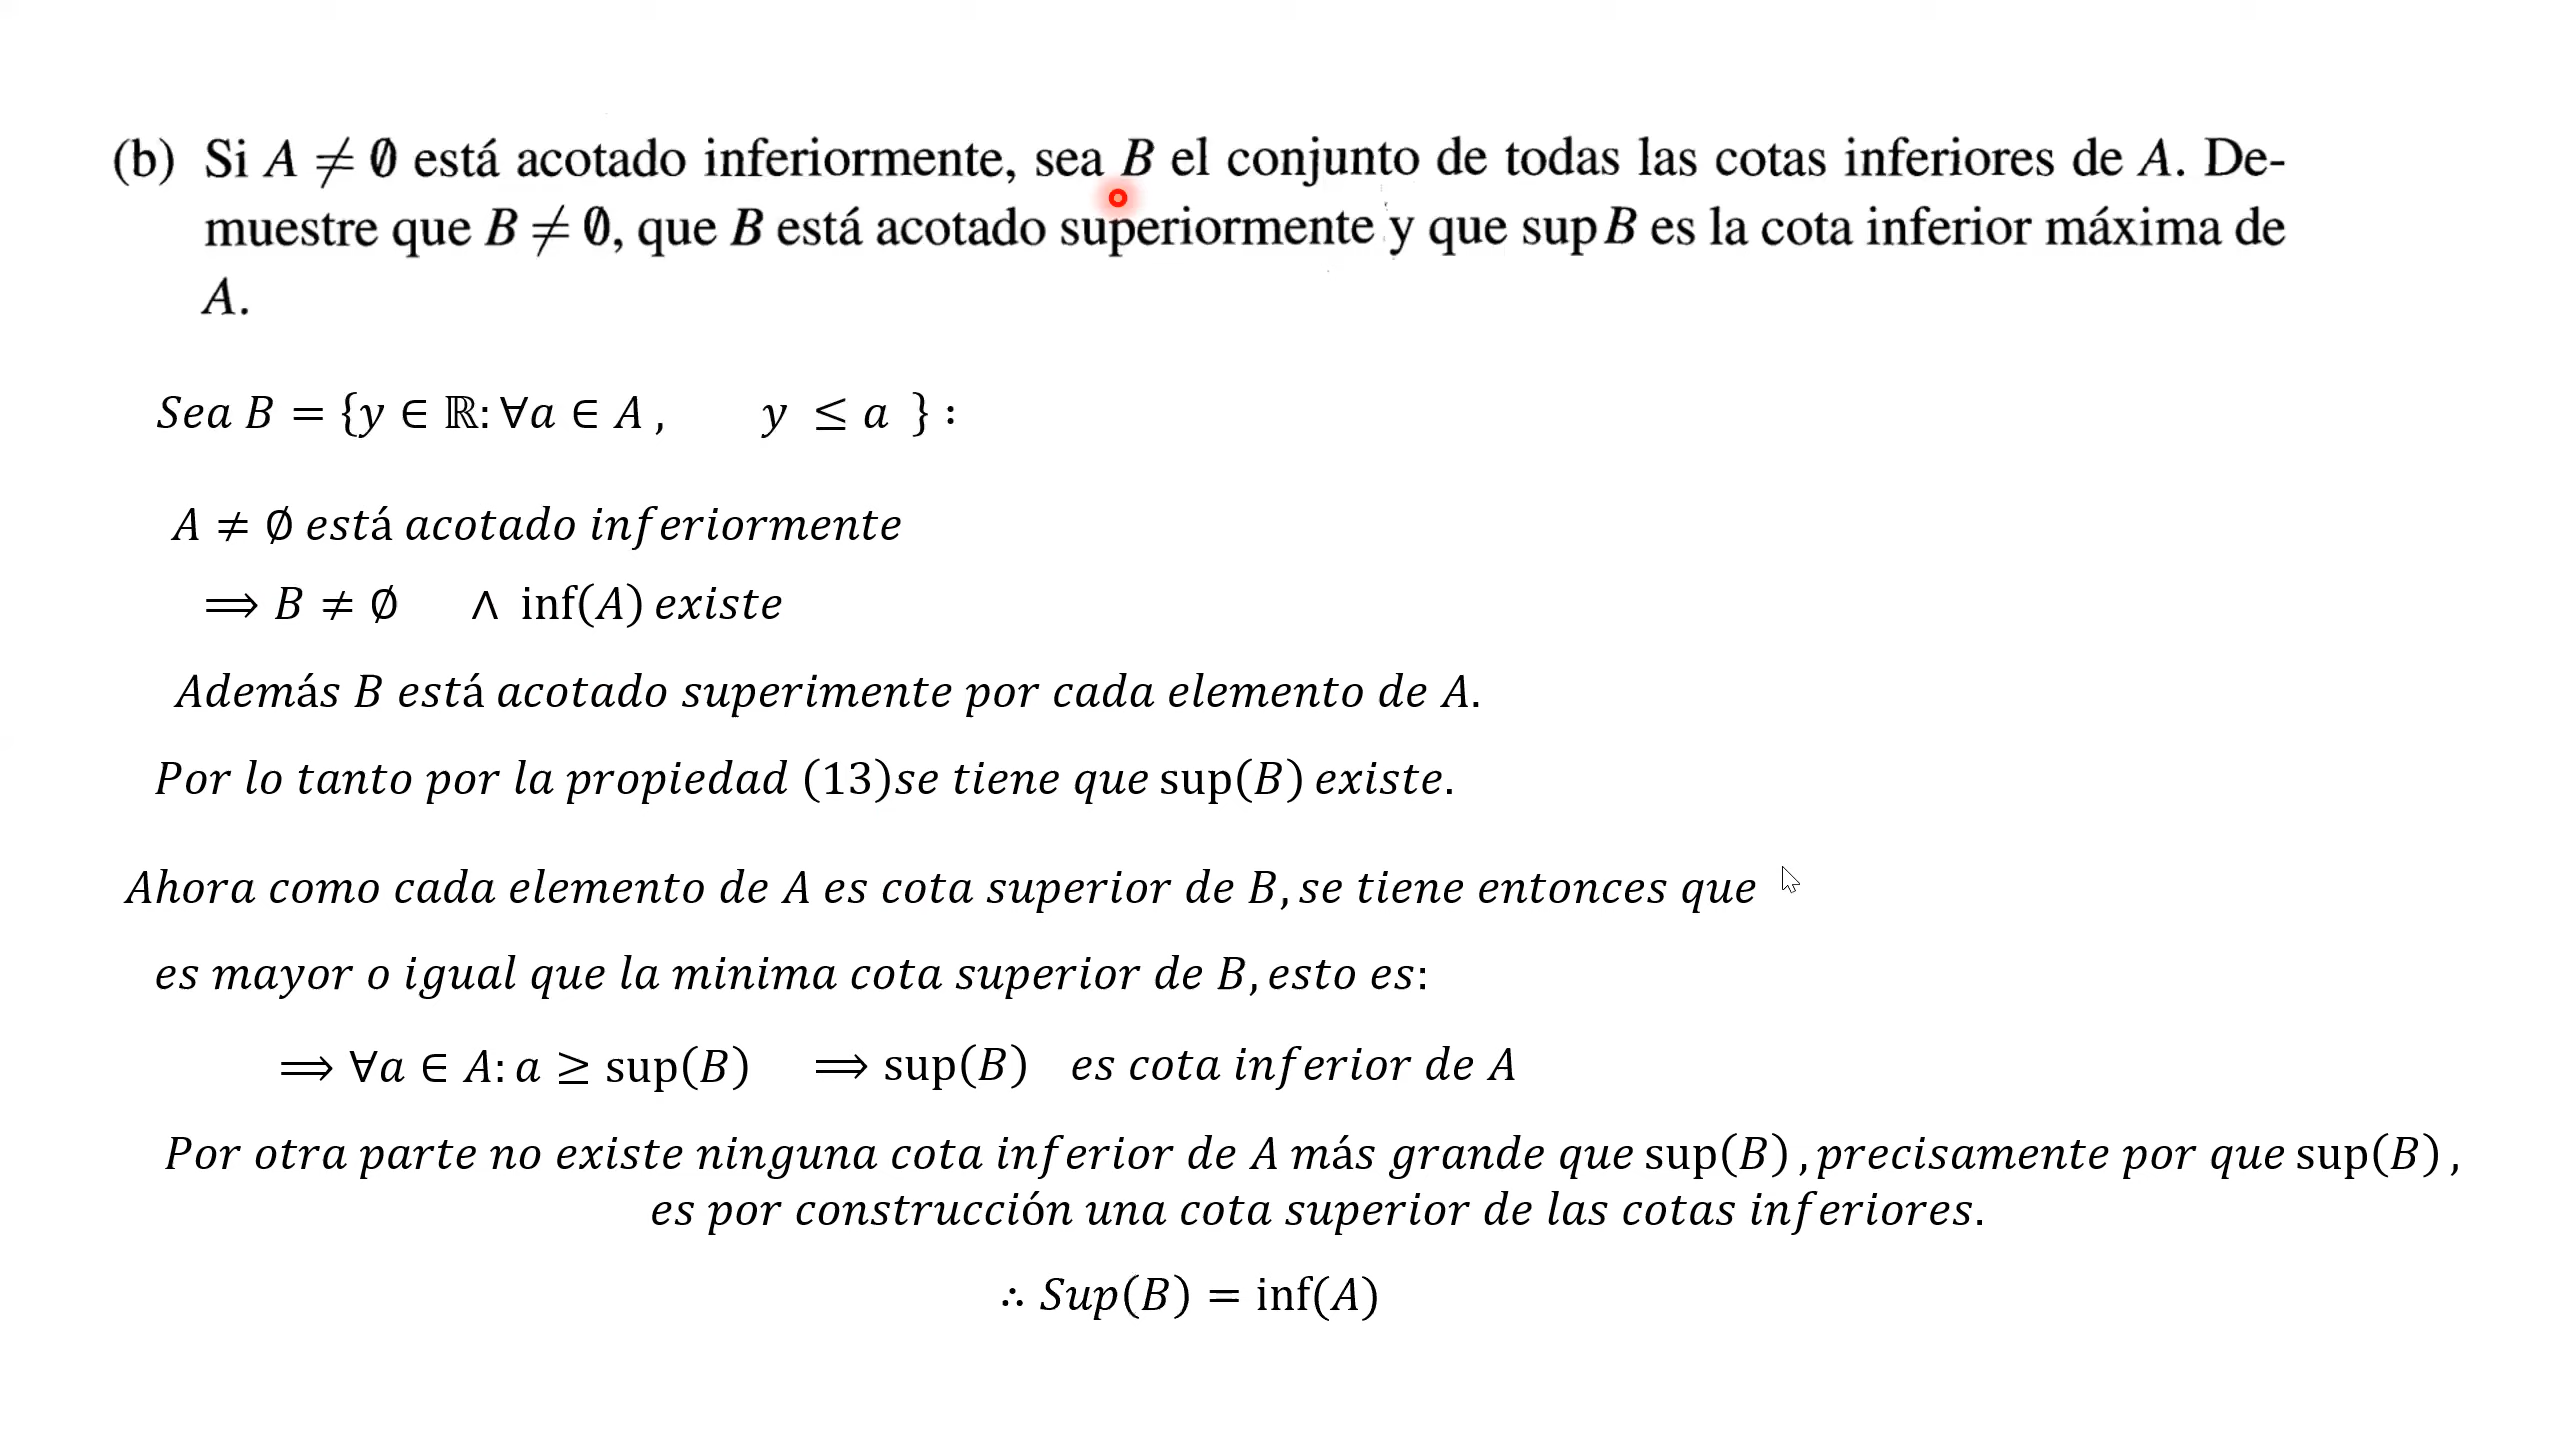 (b) Si A ≠ ∅ está acotado inferiormente, sea B el conjunto de todas las cotas inferiores de A. De-
muestre que B ≠ ∅, que B está acotado superiormente y que sup B es la cota inferior máxima de
A.
Sea B = {y ∈ ℝ: ∀a ∈ A , y ≤ a } :
A ≠ ∅ está acotado inferiormente
⟹ B ≠ ∅ ∧ inf(A) existe
Además B está acotado superimente por cada elemento de A.
Por lo tanto por la propiedad (13)se tiene que sup(B) existe.
Ahora como cada elemento de A es cota superior de B, se tiene entonces que
es mayor o igual que la minima cota superior de B, esto es:
⟹ ∀a ∈ A: a ≥ sup(B) ⟹ sup(B) es cota inferior de A
Por otra parte no existe ninguna cota inferior de A más grande que sup(B) , precisamente por que sup(B) ,
es por construcción una cota superior de las cotas inferiores.
∴ Sup(B) = inf(A)